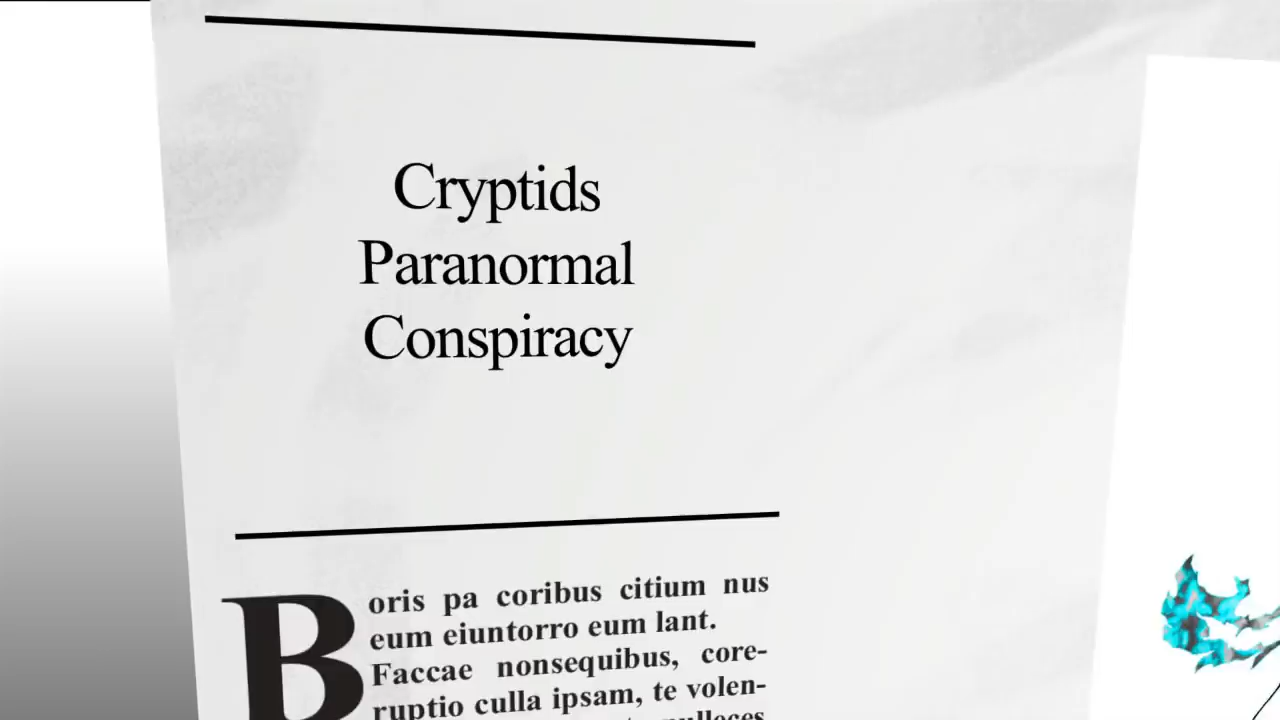 Cryptids
Paranormal
Conspiracy
Boris pa coribus citium nus
eum eiuntorro eum lant.
Faccae nonsequibus, core-
ruptio culla ipsam, te volen-